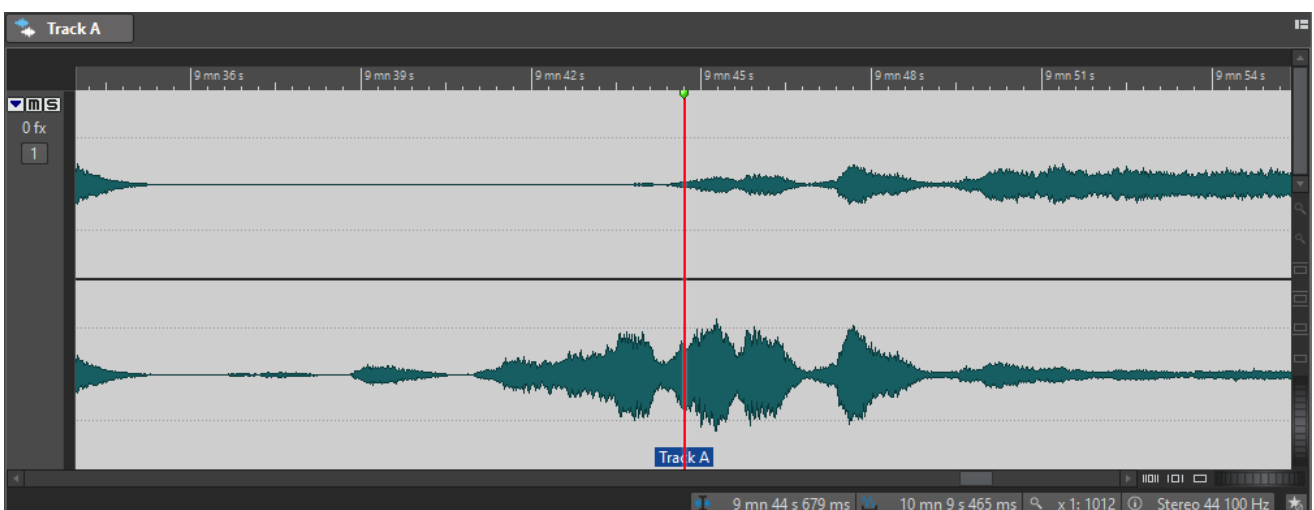 Track A
9 mn 36 s 9 mn 39 s 9 mn 42 s 9 mn 45 s 9 mn 48 s 9 mn 51 s 9 mn 54 s
m S
0 fx
1
Track A
9 mn 44 s 679 ms 10 mn 9 s 465 ms x 1: 1012 Stereo 44 100 Hz